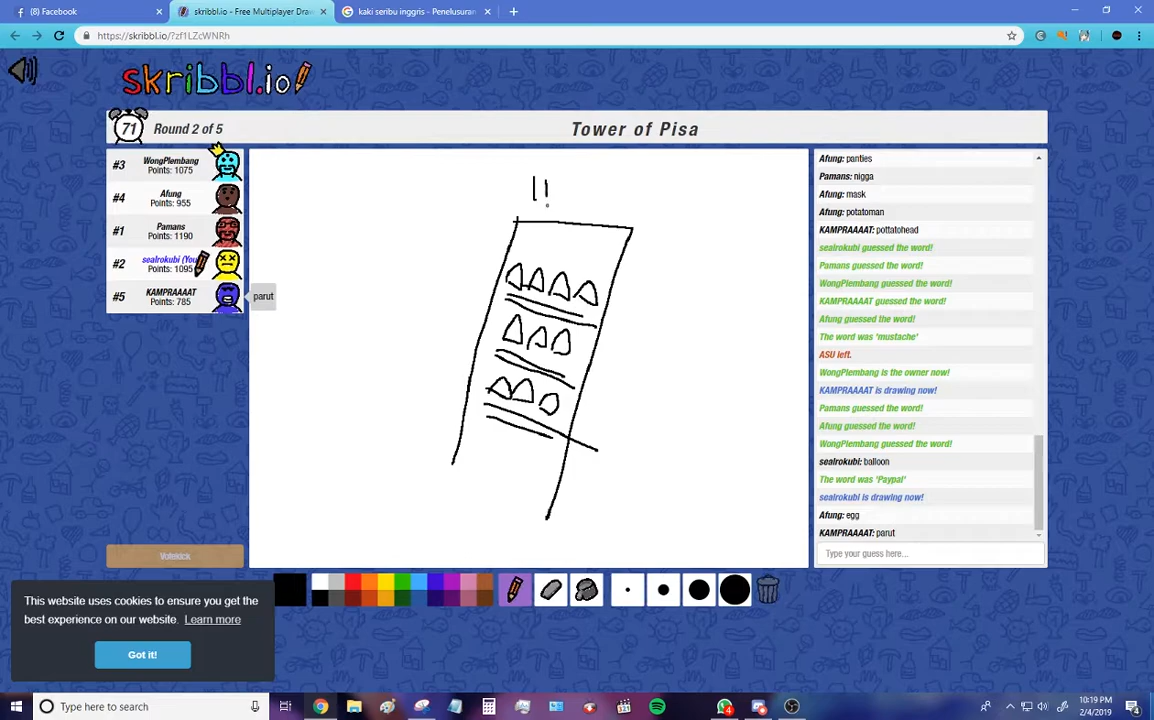 (8) Facebook
skribbl.io - Free Multiplayer Draw
kaki seribu inggris - Penelusuran
https://skribbl.io/?zf1LZcWNRh
skribbl.io
71
Round 2 of 5
Tower of Pisa
#3
WongPlembang
Points: 1075
#4
Afung
Points: 955
#1
Pamans
Points: 1190
#2
sealrokubi (You
Points: 1095
#5
KAMPRAAAAT
Points: 785
parut
Votekick
Afung: panties
Pamans: nigga
Afung: mask
Afung: potatoman
KAMPRAAAAT: pottatohead
sealrokubi guessed the word!
Pamans guessed the word!
WongPlembang guessed the word!
KAMPRAAAAT guessed the word!
Afung guessed the word!
The word was 'mustache'
ASU left.
WongPlembang is the owner now!
KAMPRAAAAT is drawing now!
Pamans guessed the word!
Afung guessed the word!
WongPlembang guessed the word!
sealrokubi: balloon
The word was 'Paypal'
sealrokubi is drawing now!
Afung: egg
KAMPRAAAAT: parut
Type your guess here...
This website uses cookies to ensure you get the
best experience on our website. Learn more
Got it!
Type here to search
4
10:19 PM
2/4/2019